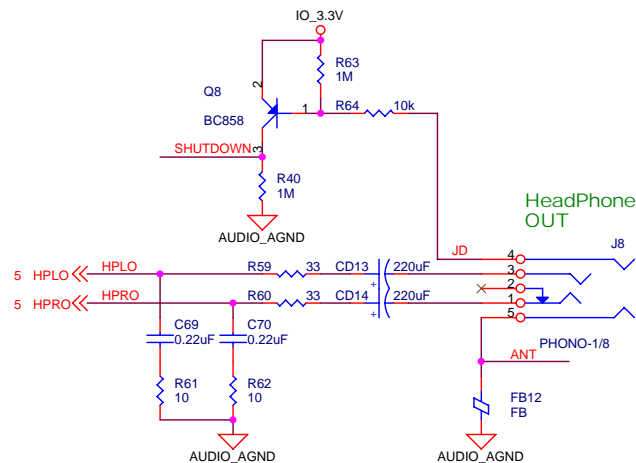 IO_3.3V
R63
1M
2
Q8
BC858
1
R64
10k
3
SHUTDOWN
R40
1M
AUDIO_AGND
HeadPhone
OUT
JD
4
J8
5 HPLO HPLO R59 33 CD13 220uF 3
+
2
5 HPRO HPRO R60 33 CD14 220uF 1
+
5
C69
0.22uF
C70
0.22uF
PHONO-1/8
ANT
R61
10
R62
10
FB12
FB
AUDIO_AGND
AUDIO_AGND